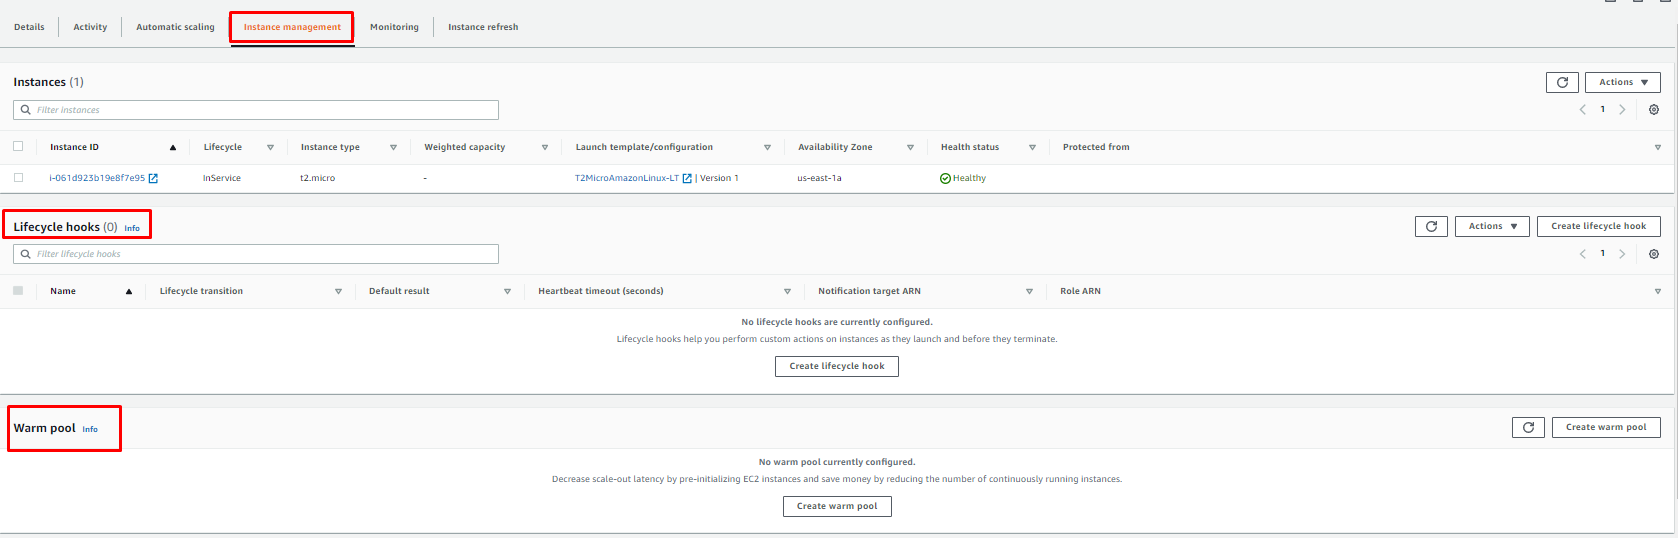 Details Activity Automatic scaling Instance management Monitoring Instance refresh
Instances (1) Actions
Filter instances 1
Instance ID Lifecycle Instance type Weighted capacity Launch template/configuration Availability Zone Health status Protected from
i-061d923b19e8f7e95 InService t2.micro - T2MicroAmazonLinux-LT | Version 1 us-east-1a Healthy
Lifecycle hooks (0) Info Actions Create lifecycle hook
Filter lifecycle hooks 1
Name Lifecycle transition Default result Heartbeat timeout (seconds) Notification target ARN Role ARN
No lifecycle hooks are currently configured.
Lifecycle hooks help you perform custom actions on instances as they launch and before they terminate.
Create lifecycle hook
Warm pool Info Create warm pool
No warm pool currently configured.
Decrease scale-out latency by pre-initializing EC2 instances and save money by reducing the number of continuously running instances.
Create warm pool